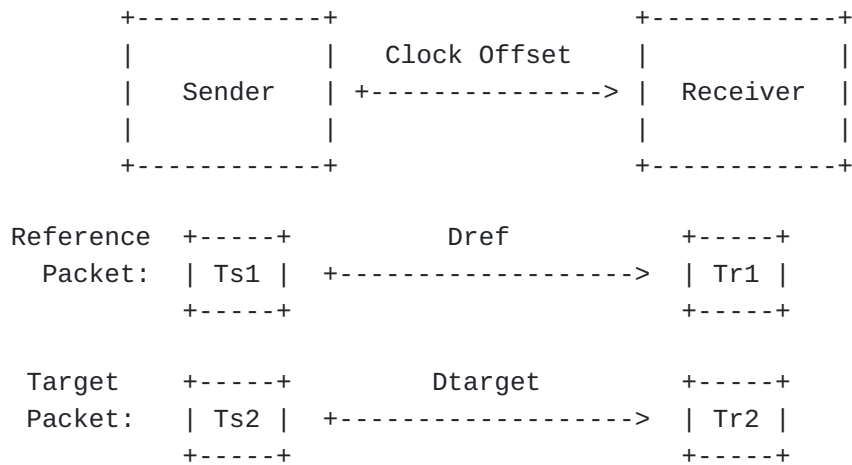 +------------+                    +------------+
|            |   Clock Offset    |            |
|   Sender   | +---------------> |  Receiver  |
|            |                   |            |
+------------+                    +------------+
Reference  +-----+          Dref           +-----+
Packet:  | Ts1 |  +------------------->  | Tr1 |
+-----+                         +-----+
Target    +-----+         Dtarget         +-----+
Packet:   | Ts2 |  +------------------->  | Tr2 |
+-----+                         +-----+